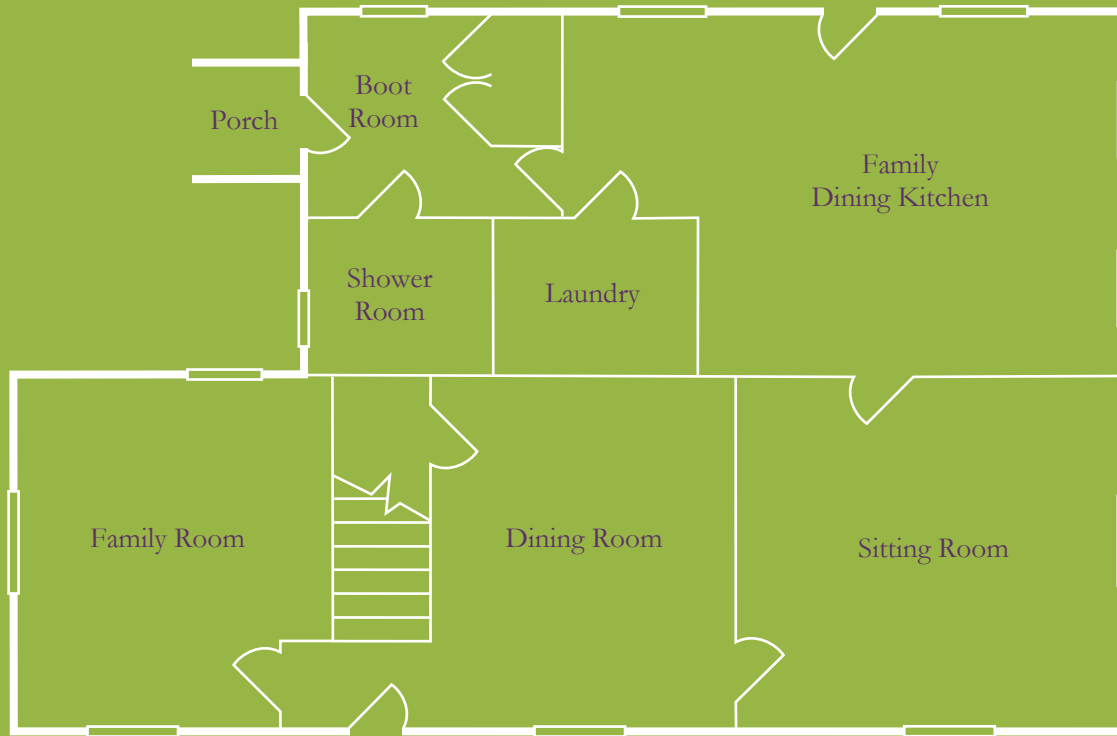 Boot
Room
Porch
Family
Dining Kitchen
Shower
Room
Laundry
Family Room
Dining Room
Sitting Room